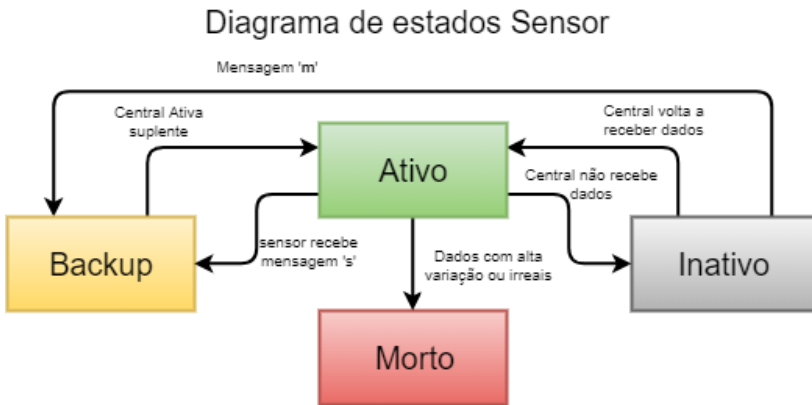 Diagrama de estados Sensor
Mensagem 'm'
Central Ativa
suplente
Central volta a
receber dados
Ativo
Central não recebe
dados
Backup
sensor recebe
mensagem 's'
Dados com alta
variação ou irreais
Inativo
Morto